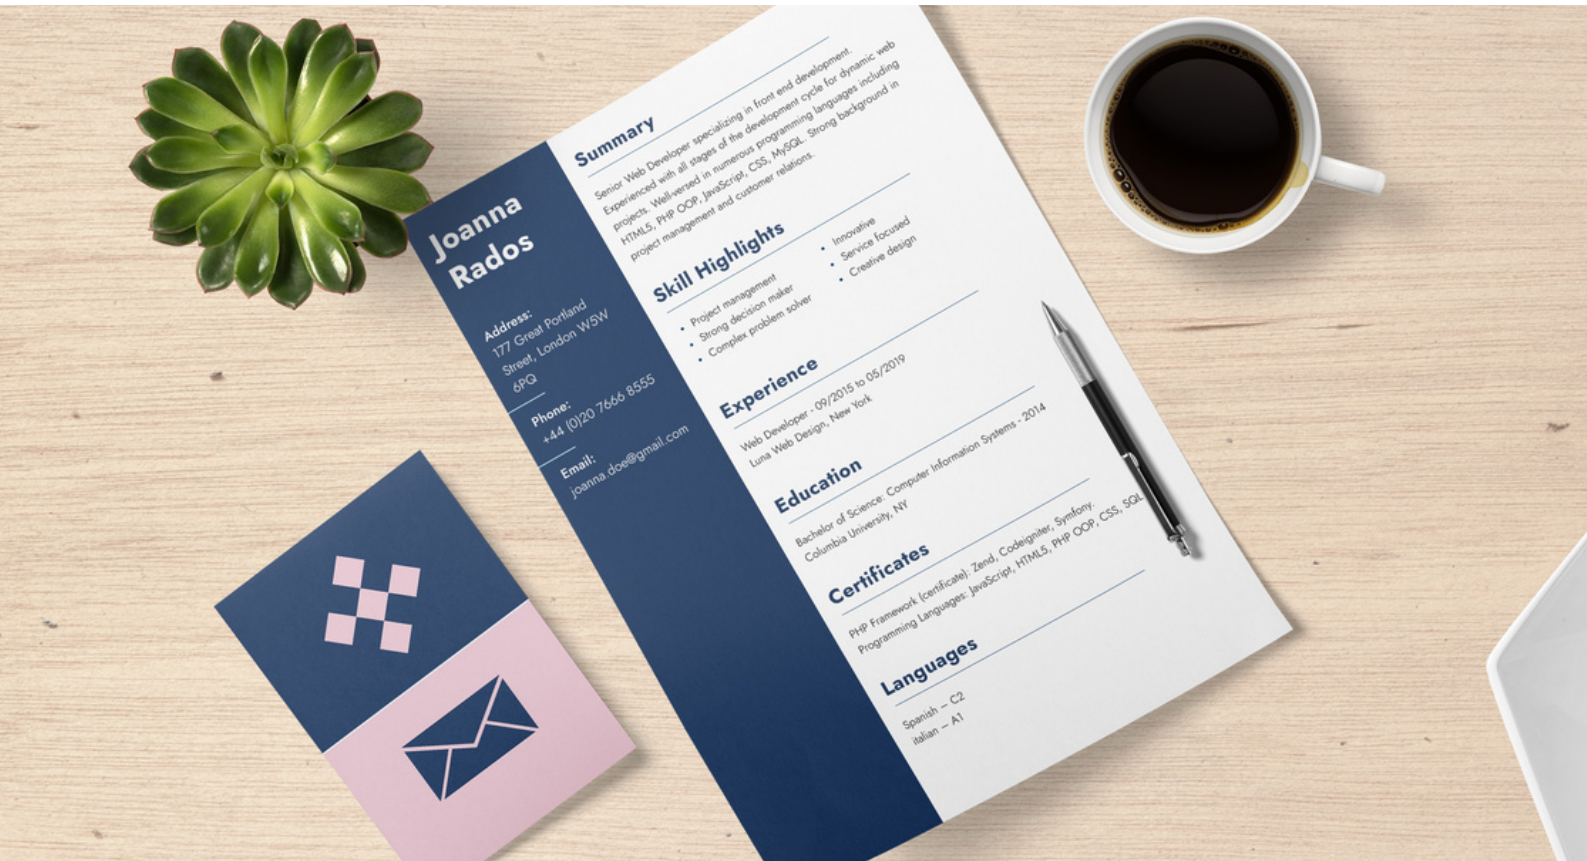 Joanna
Rados
Address:
177 Great Portland
Street, London W5W
6PQ
Phone:
+44 (0)20 7666 8555
Email:
joanna.doe@gmail.com
Summary
Senior Web Developer specializing in front end development.
Experienced with all stages of the development cycle for dynamic web
projects. Well-versed in numerous programming languages including
HTML5, PHP OOP, JavaScript, CSS, MySQL. Strong background in
project management and customer relations.
Skill Highlights
Project management
Strong decision maker
Complex problem solver
Innovative
Service focused
Creative design
Experience
Web Developer - 09/2015 to 05/2019
Luna Web Design, New York
Education
Bachelor of Science: Computer Information Systems - 2014
Columbia University, NY
Certificates
PHP Framework (certificate): Zend, Codeigniter, Symfony.
Programming Languages: JavaScript, HTML5, PHP OOP, CSS, SQL
Languages
Spanish – C2
italian – A1